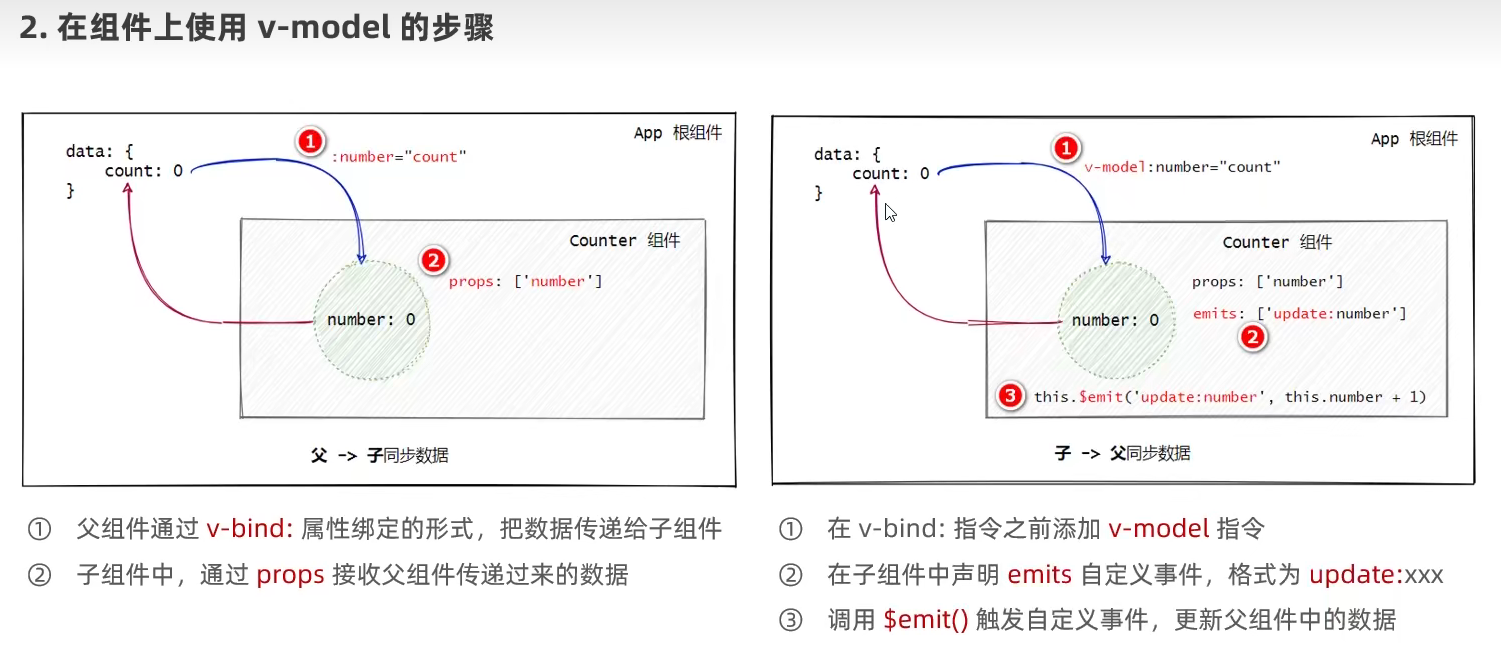 2. 在组件上使用 v-model 的步骤
App 根组件
data: {
count: 0
}
1
:number="count"
Counter 组件
2
props: ['number']
number: 0
父 -> 子同步数据
① 父组件通过 v-bind: 属性绑定的形式，把数据传递给子组件
② 子组件中，通过 props 接收父组件传递过来的数据
App 根组件
data: {
count: 0
}
1
v-model:number="count"
Counter 组件
props: ['number']
emits: ['update:number']
2
number: 0
3 this.$emit('update:number', this.number + 1)
子 -> 父同步数据
① 在 v-bind: 指令之前添加 v-model 指令
② 在子组件中声明 emits 自定义事件，格式为 update:xxx
③ 调用 $emit() 触发自定义事件，更新父组件中的数据